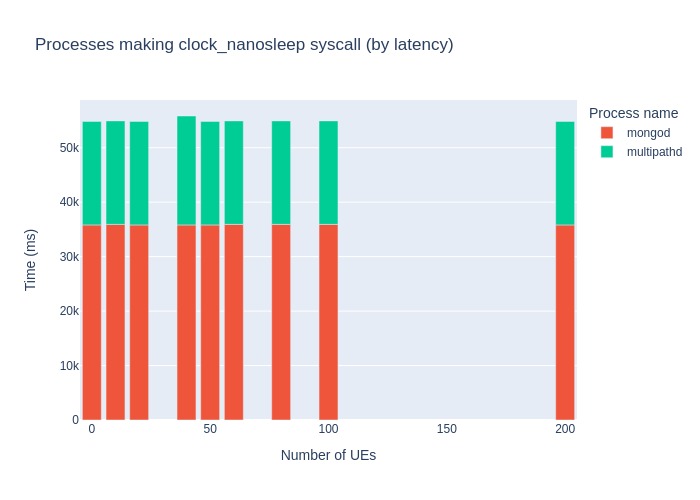 Processes making clock_nanosleep syscall (by latency)
Process name
mongod
multipathd
50k
40k
30k
20k
10k
0
Time (ms)
0 50 100 150 200
Number of UEs